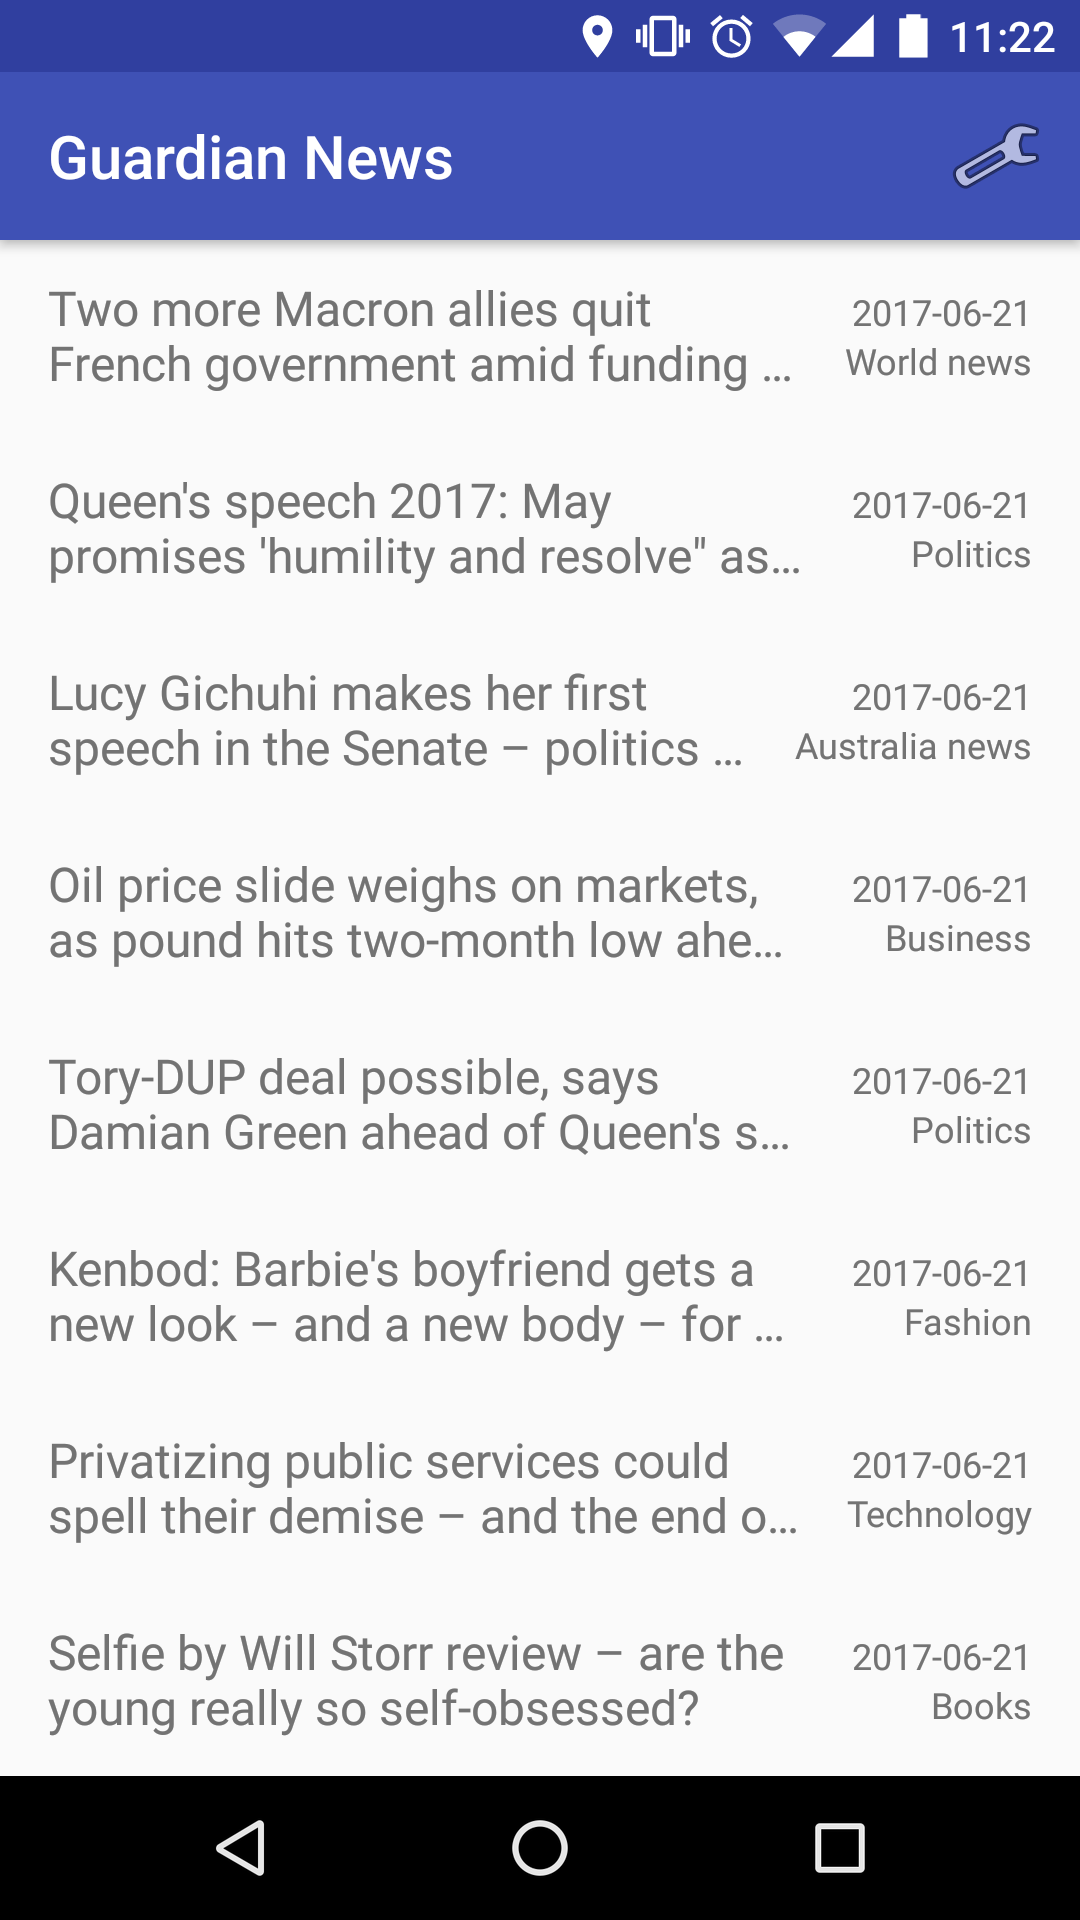 11:22
Guardian News
Two more Macron allies quit
French government amid funding ...
2017-06-21
World news
Queen's speech 2017: May
promises 'humility and resolve" as...
2017-06-21
Politics
Lucy Gichuhi makes her first
speech in the Senate – politics ...
2017-06-21
Australia news
Oil price slide weighs on markets,
as pound hits two-month low ahe...
2017-06-21
Business
Tory-DUP deal possible, says
Damian Green ahead of Queen's s...
2017-06-21
Politics
Kenbod: Barbie's boyfriend gets a
new look – and a new body – for ...
2017-06-21
Fashion
Privatizing public services could
spell their demise – and the end o...
2017-06-21
Technology
Selfie by Will Storr review – are the
young really so self-obsessed?
2017-06-21
Books